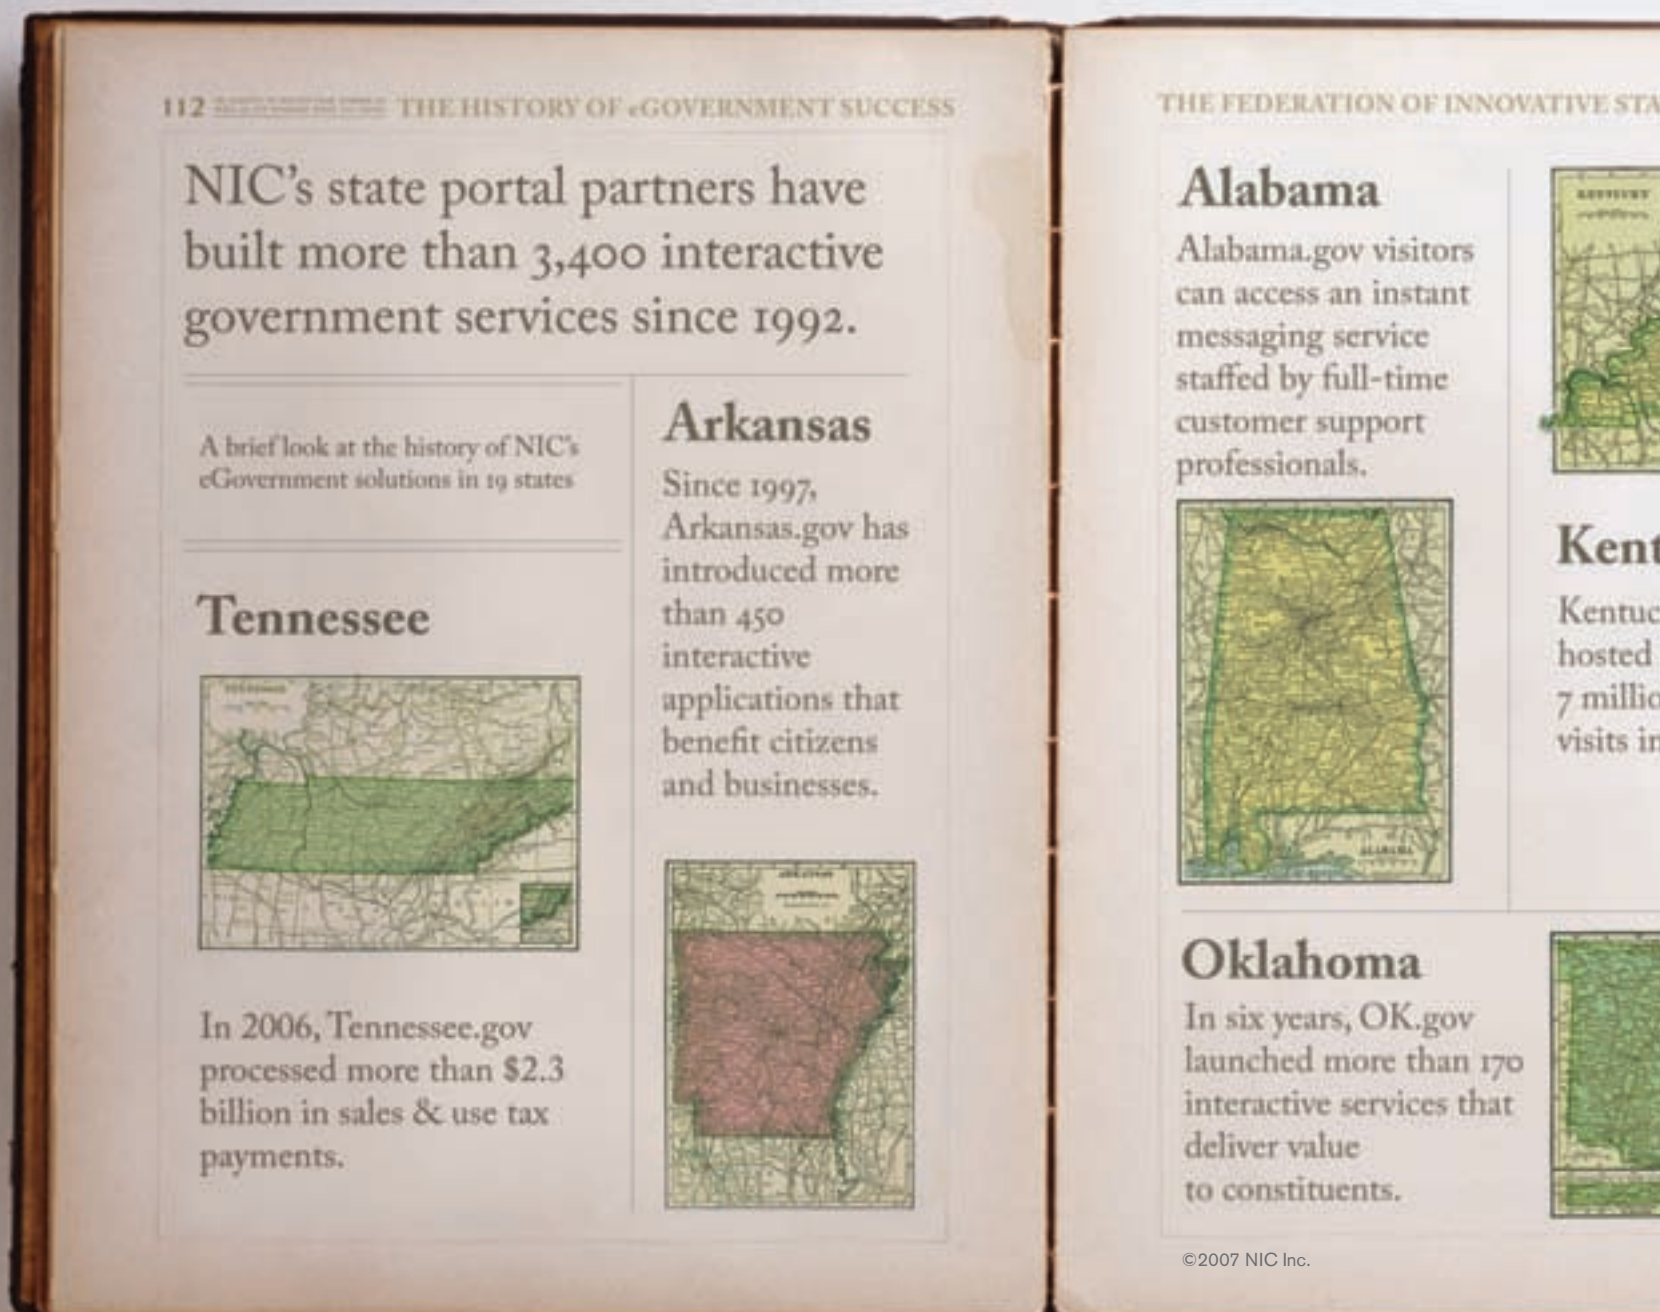 112 THE HISTORY OF eGOVERNMENT SUCCESS
NIC's state portal partners have
built more than 3,400 interactive
government services since 1992.
A brief look at the history of NIC's
eGovernment solutions in 19 states
Tennessee
TENNESSEE
In 2006, Tennessee.gov
processed more than $2.3
billion in sales & use tax
payments.
Arkansas
Since 1997,
Arkansas.gov has
introduced more
than 450
interactive
applications that
benefit citizens
and businesses.
ARKANSAS
THE FEDERATION OF INNOVATIVE STA
Alabama
Alabama.gov visitors
can access an instant
messaging service
staffed by full-time
customer support
professionals.
ALABAMA
KENTUCKY
Kent
Kentuc
hosted
7 millio
visits in
Oklahoma
In six years, OK.gov
launched more than 170
interactive services that
deliver value
to constituents.
©2007 NIC Inc.